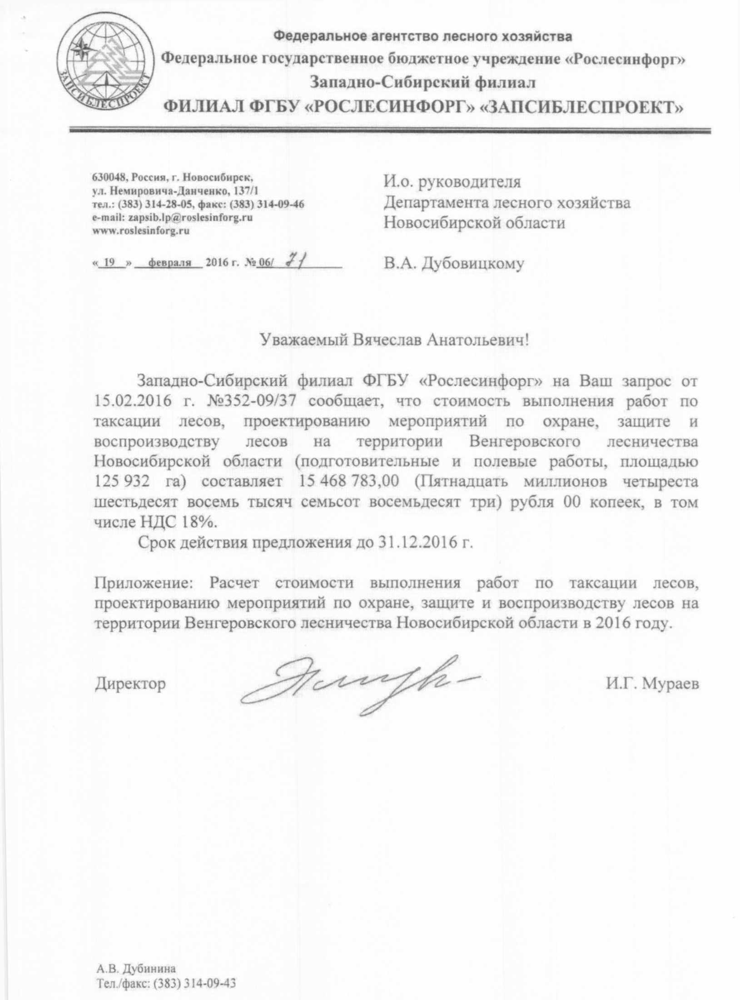 Федеральное агентство лесного хозяйства
Федеральное государственное бюджетное учреждение «Рослесинфорг»
Западно-Сибирский филиал
ФИЛИАЛ ФГБУ «РОСЛЕСИНФОРГ» «ЗАПСИБЛЕСПРОЕКТ»
ЗАПСИБЛЕСПРОЕКТ
630048, Россия, г. Новосибирск,
ул. Немировича-Данченко, 137/1
тел.: (383) 314-28-05, факс: (383) 314-09-46
e-mail: zapsib.lp@roslesinforg.ru
www.roslesinforg.ru
« 19 » февраля 2016 г. № 06/ 71
И.о. руководителя
Департамента лесного хозяйства
Новосибирской области
В.А. Дубовицкому
Уважаемый Вячеслав Анатольевич!
Западно-Сибирский филиал ФГБУ «Рослесинфорг» на Ваш запрос от
15.02.2016 г. №352-09/37 сообщает, что стоимость выполнения работ по
таксации лесов, проектированию мероприятий по охране, защите и
воспроизводству лесов на территории Венгеровского лесничества
Новосибирской области (подготовительные и полевые работы, площадью
125 932 га) составляет 15 468 783,00 (Пятнадцать миллионов четыреста
шестьдесят восемь тысяч семьсот восемьдесят три) рубля 00 копеек, в том
числе НДС 18%.
Срок действия предложения до 31.12.2016 г.
Приложение: Расчет стоимости выполнения работ по таксации лесов,
проектированию мероприятий по охране, защите и воспроизводству лесов на
территории Венгеровского лесничества Новосибирской области в 2016 году.
Директор
И.Г. Мураев
А.В. Дубинина
Тел./факс: (383) 314-09-43